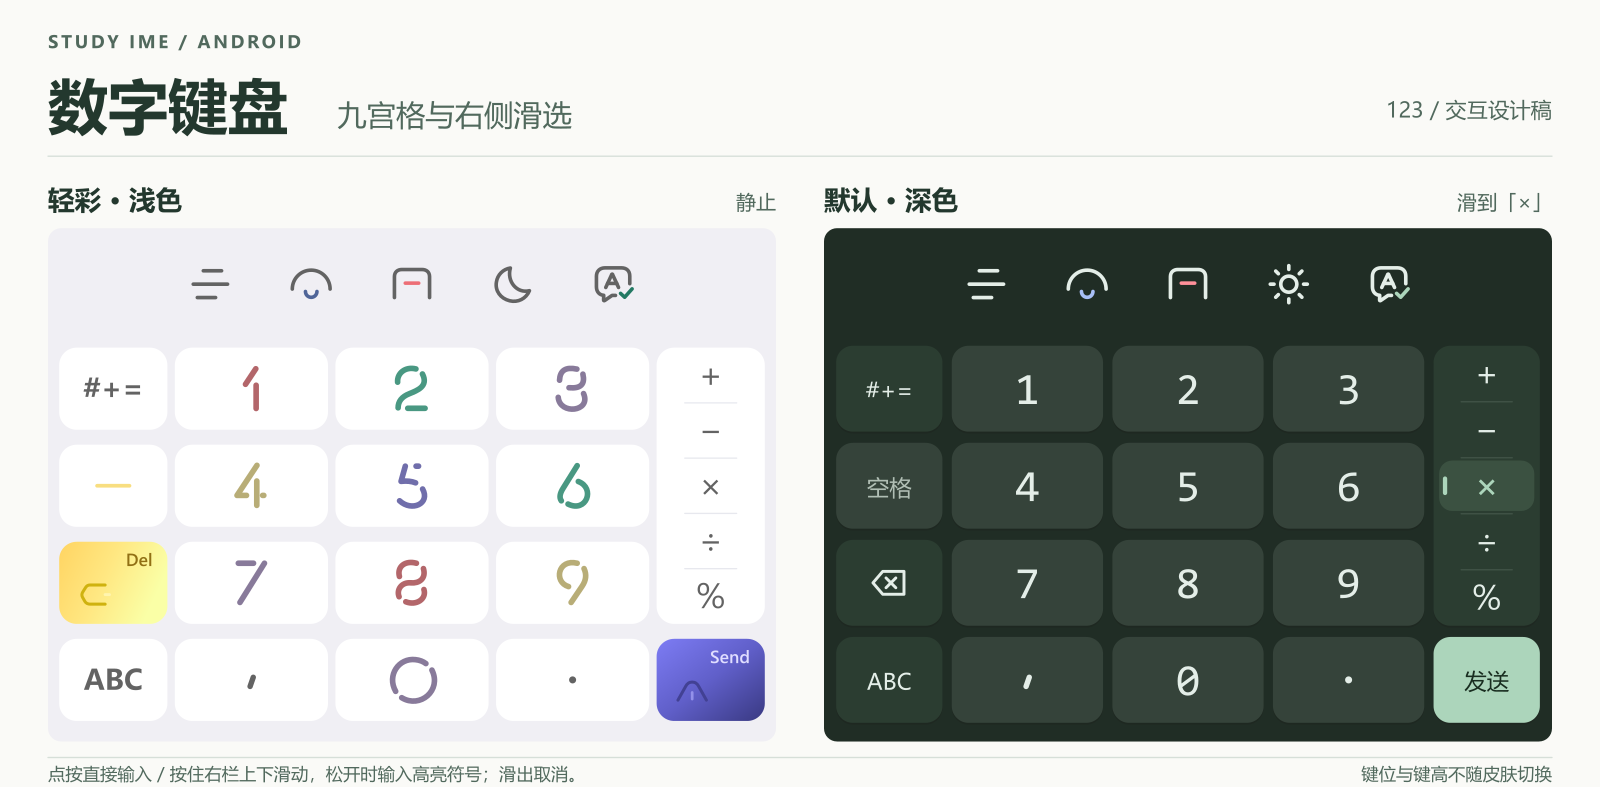 STUDY IME / ANDROID
数字键盘
九宫格与右侧滑选
123 / 交互设计稿
轻彩·浅色
静止
默认·深色
滑到「×」
A
#+=
1
2
3
+
−
×
÷
%
4
5
6
Del
7
8
9
ABC
,
0
·
Send
A
#+=
1
2
3
+
−
×
÷
%
空格
4
5
6
7
8
9
ABC
,
0
·
发送
点按直接输入 / 按住右栏上下滑动，松开时输入高亮符号；滑出取消。
键位与键高不随皮肤切换